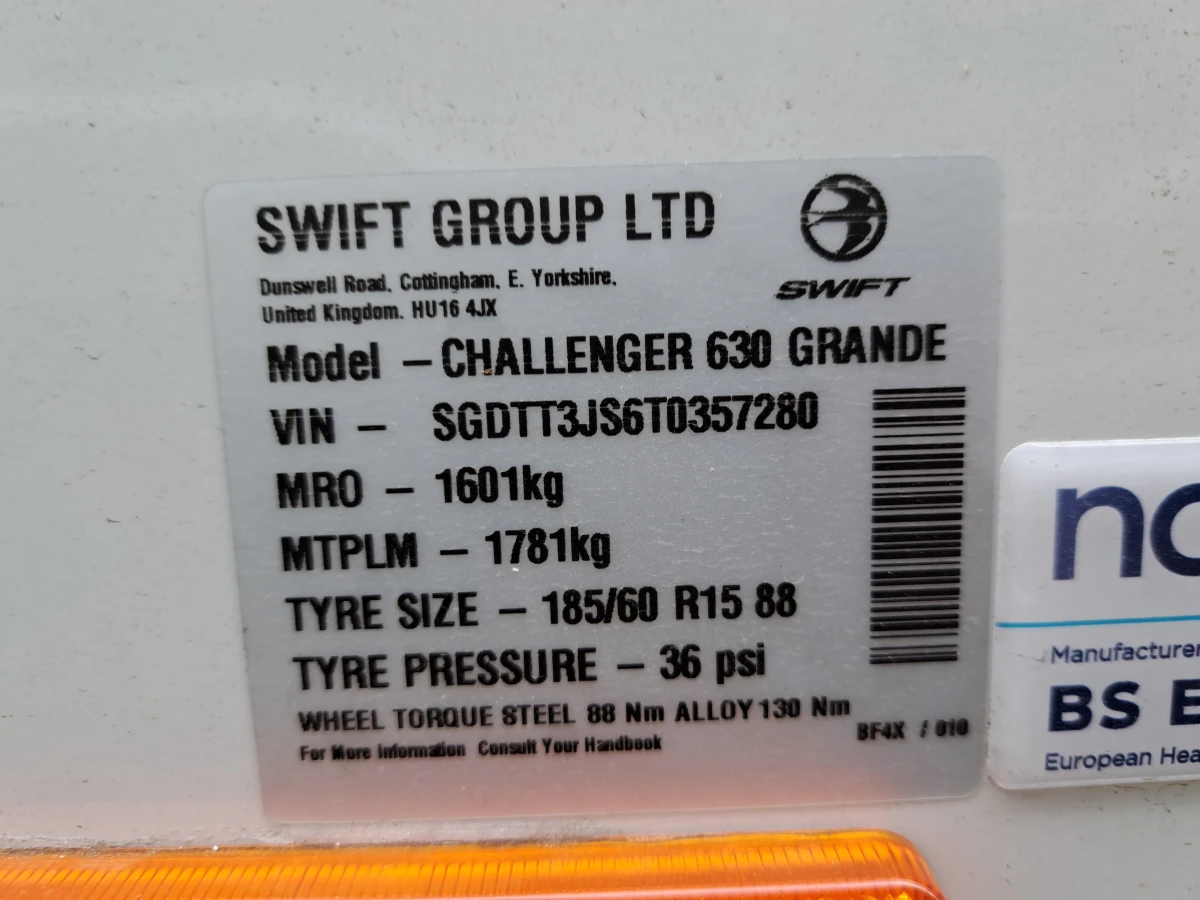 SWIFT GROUP LTD
SWIFT
Dunswell Road, Cottingham, E. Yorkshire,
United Kingdom. HU16 4JX
Model – CHALLENGER 630 GRANDE
VIN – SGDTT3JS6T0357280
MRO – 1601kg
MTPLM – 1781kg
TYRE SIZE – 185/60 R15 88
TYRE PRESSURE – 36 psi
WHEEL TORQUE STEEL 88 Nm ALLOY 130 Nm
BF4X / 010
For More Information Consult Your Handbook
Manufacturer
BS E
European Hea